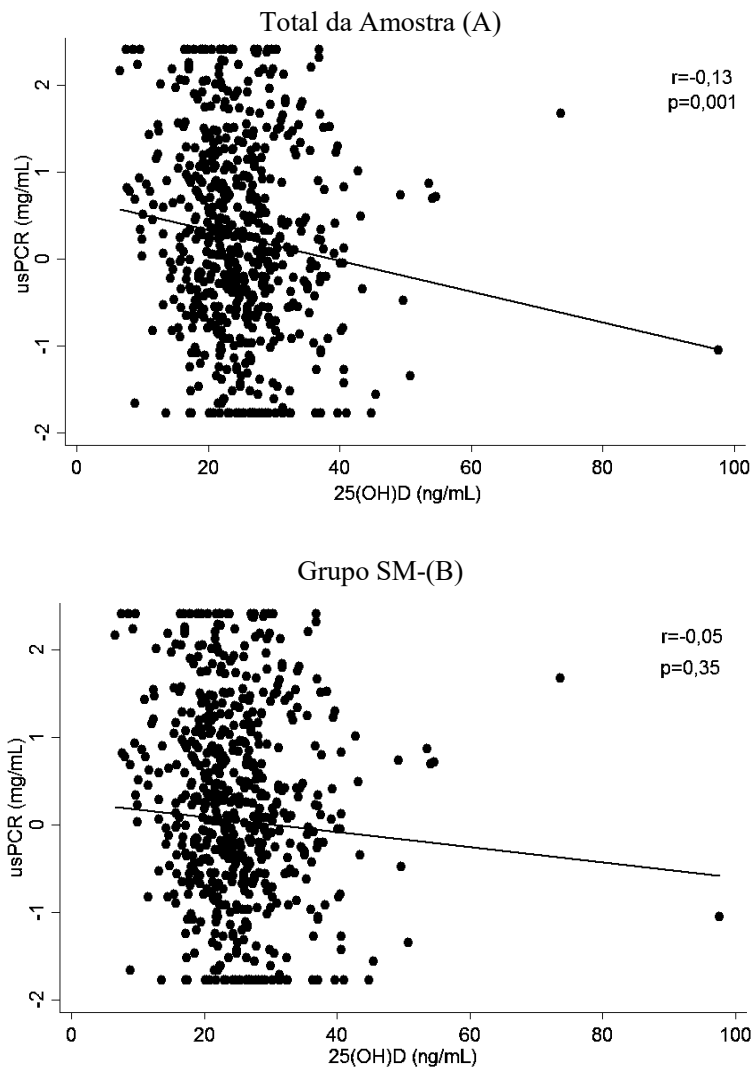 Total da Amostra (A)
r=-0,13
p=0,001
usPCR (mg/mL)
2
1
0
-1
-2
0 20 40 60 80 100
25(OH)D (ng/mL)
Grupo SM-(B)
r=-0,05
p=0,35
usPCR (mg/mL)
2
1
0
-1
-2
0 20 40 60 80 100
25(OH)D (ng/mL)